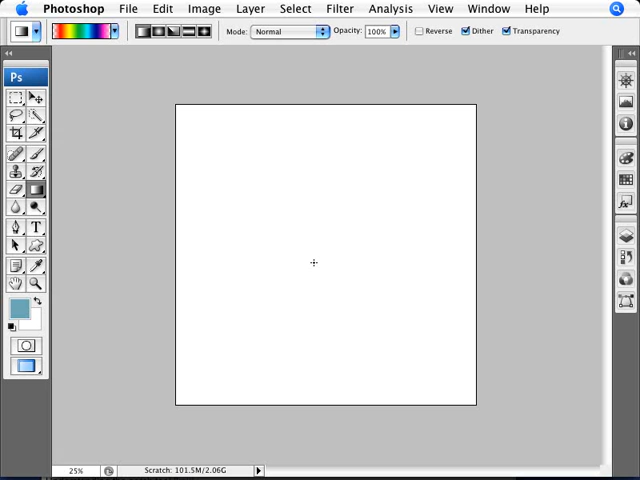 Photoshop File Edit Image Layer Select Filter Analysis View Window Help
Mode: Normal Opacity: 100% Reverse Dither Transparency
Ps
T
25% Scratch: 101.5M/2.06G